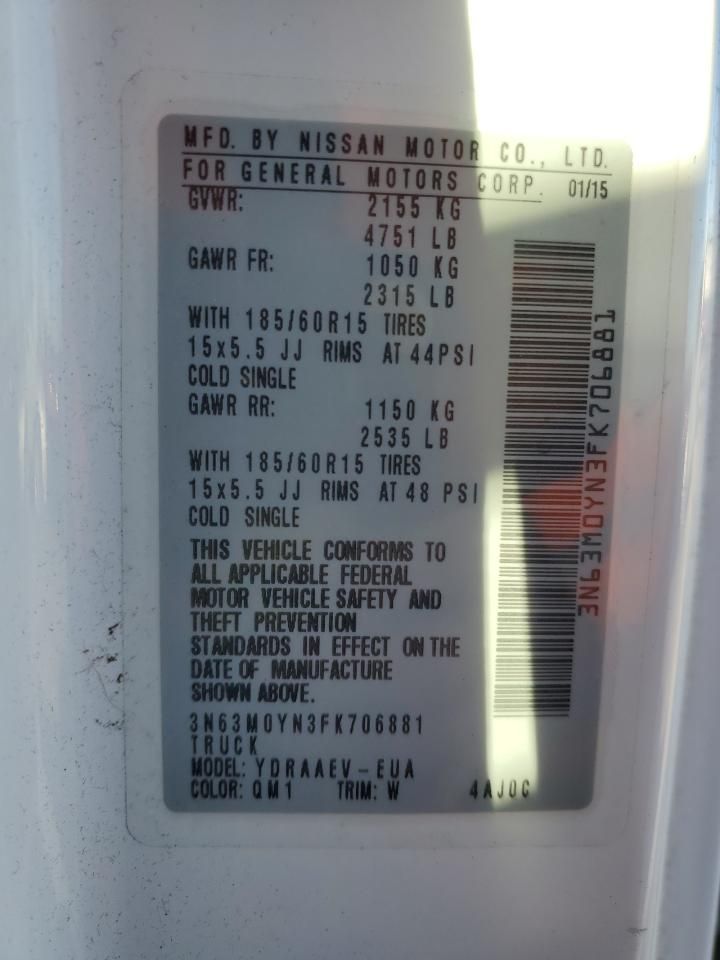 MFD. BY NISSAN MOTOR CO., LTD.
FOR GENERAL MOTORS CORP. 01/15
GVWR: 2155 KG
4751 LB
GAWR FR: 1050 KG
2315 LB
WITH 185/60R15 TIRES
15x5.5 JJ RIMS AT 44PSI
COLD SINGLE
GAWR RR: 1150 KG
2535 LB
WITH 185/60R15 TIRES
15x5.5 JJ RIMS AT 48 PSI
COLD SINGLE
THIS VEHICLE CONFORMS TO
ALL APPLICABLE FEDERAL
MOTOR VEHICLE SAFETY AND
THEFT PREVENTION
STANDARDS IN EFFECT ON THE
DATE OF MANUFACTURE
SHOWN ABOVE.
3N63M0YN3FK706881
TRUCK
MODEL: YDRAAEV-EUA
COLOR: QM1 TRIM: W 4AJ0C
3N63M0YN3FK706881